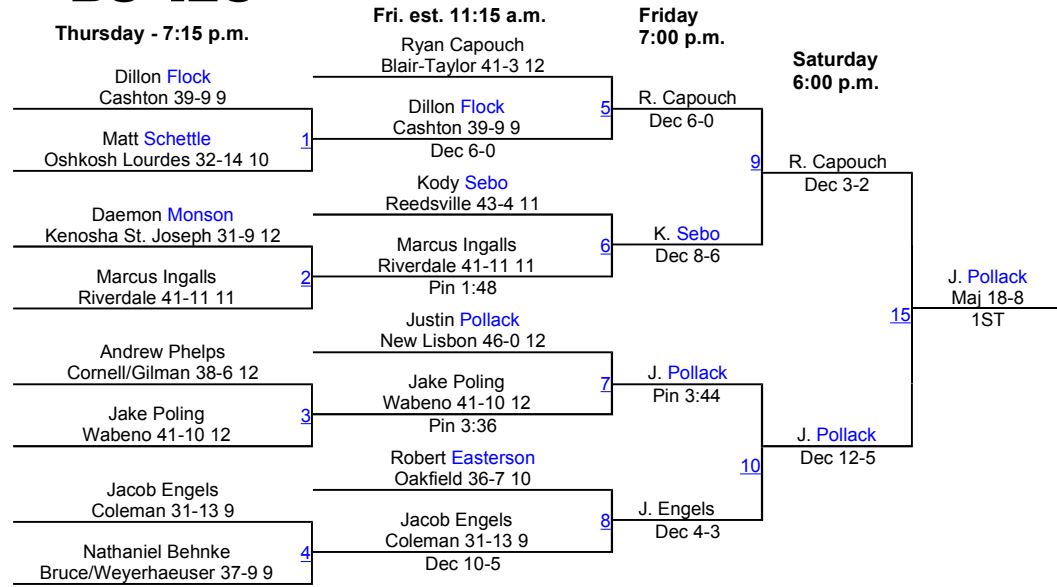 Thursday - 7:15 p.m.
Dillon Flock
Cashton 39-9 9
Matt Schettle
Oshkosh Lourdes 32-14 10
1
Daemon Monson
Kenosha St. Joseph 31-9 12
Marcus Ingalls
Riverdale 41-11 11
2
Andrew Phelps
Cornell/Gilman 38-6 12
Jake Poling
Wabeno 41-10 12
3
Jacob Engels
Coleman 31-13 9
Nathaniel Behnke
Bruce/Weyerhaeuser 37-9 9
4
Fri. est. 11:15 a.m.
Ryan Capouch
Blair-Taylor 41-3 12
Dillon Flock
Cashton 39-9 9
Dec 6-0
5
Kody Sebo
Reedsville 43-4 11
Marcus Ingalls
Riverdale 41-11 11
Pin 1:48
6
Justin Pollack
New Lisbon 46-0 12
Jake Poling
Wabeno 41-10 12
Pin 3:36
7
Robert Easterson
Oakfield 36-7 10
Jacob Engels
Coleman 31-13 9
Dec 10-5
8
Friday
7:00 p.m.
R. Capouch
Dec 6-0
9
K. Sebo
Dec 8-6
J. Pollack
Pin 3:44
10
J. Engels
Dec 4-3
Saturday
6:00 p.m.
R. Capouch
Dec 3-2
15
J. Pollack
Dec 12-5
J. Pollack
Maj 18-8
1ST